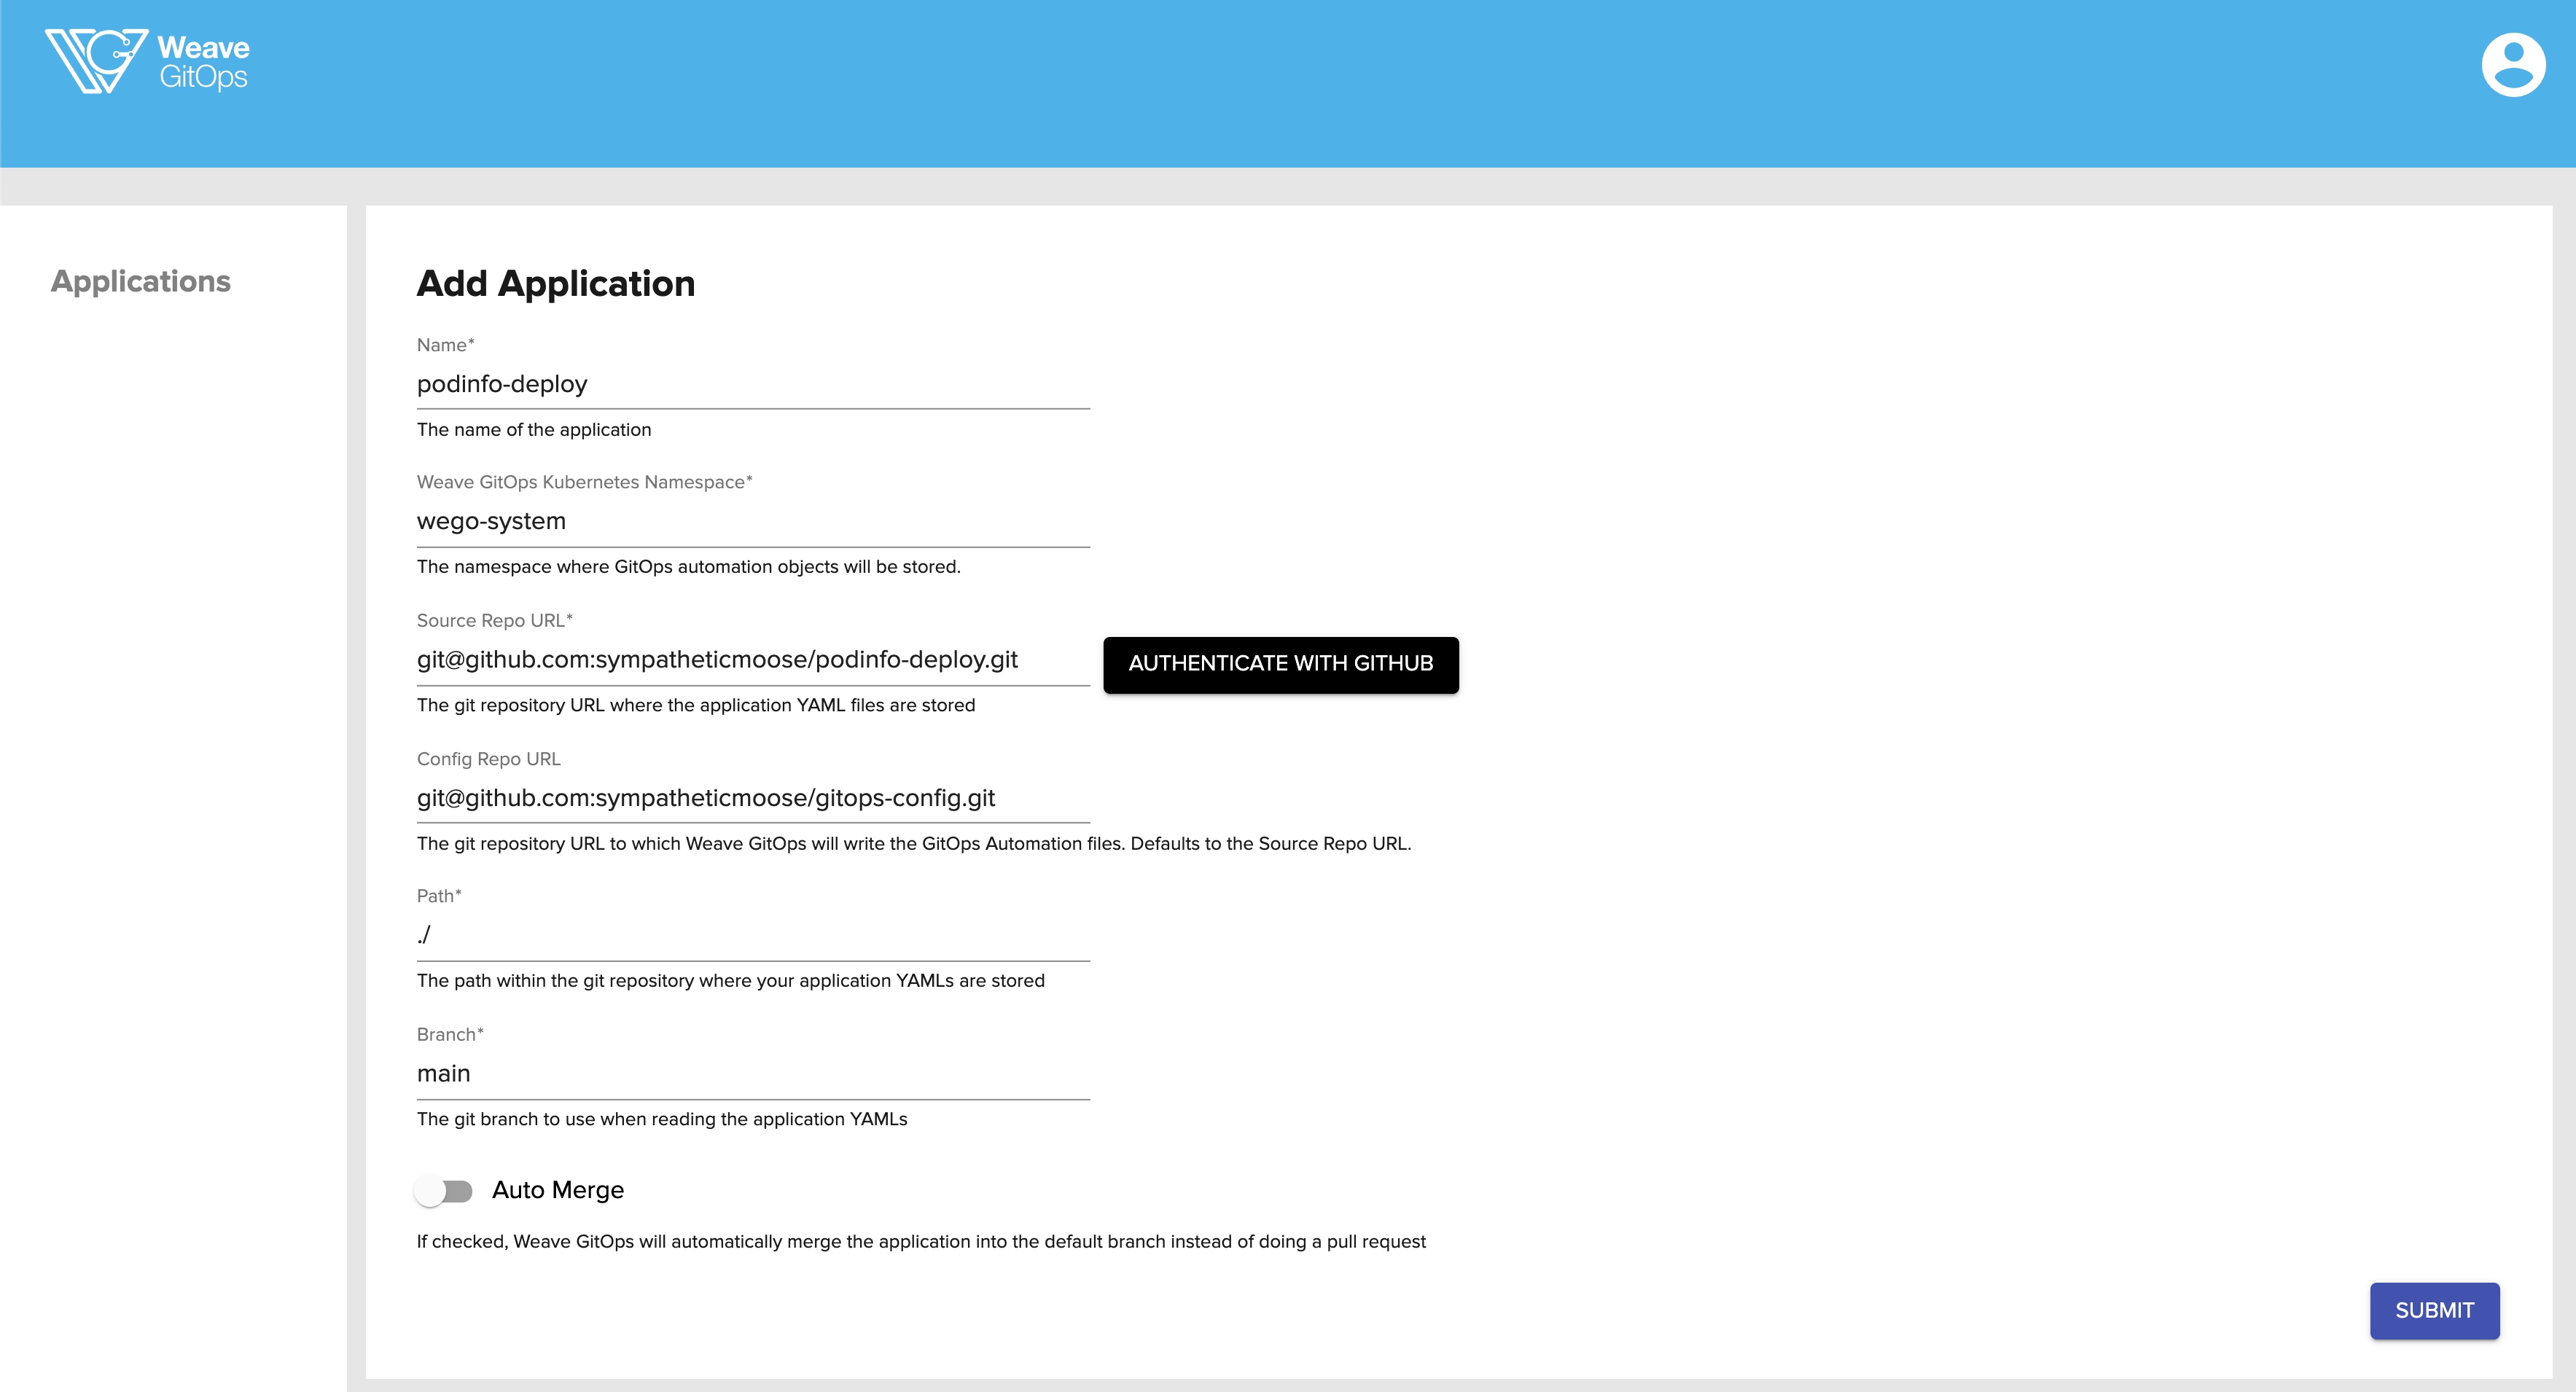 Weave
GitOps
Applications
Add Application
Name*
podinfo-deploy
The name of the application
Weave GitOps Kubernetes Namespace*
wego-system
The namespace where GitOps automation objects will be stored.
Source Repo URL*
git@github.com:sympatheticmoose/podinfo-deploy.git
AUTHENTICATE WITH GITHUB
The git repository URL where the application YAML files are stored
Config Repo URL
git@github.com:sympatheticmoose/gitops-config.git
The git repository URL to which Weave GitOps will write the GitOps Automation files. Defaults to the Source Repo URL.
Path*
./
The path within the git repository where your application YAMLs are stored
Branch*
main
The git branch to use when reading the application YAMLs
Auto Merge
If checked, Weave GitOps will automatically merge the application into the default branch instead of doing a pull request
SUBMIT